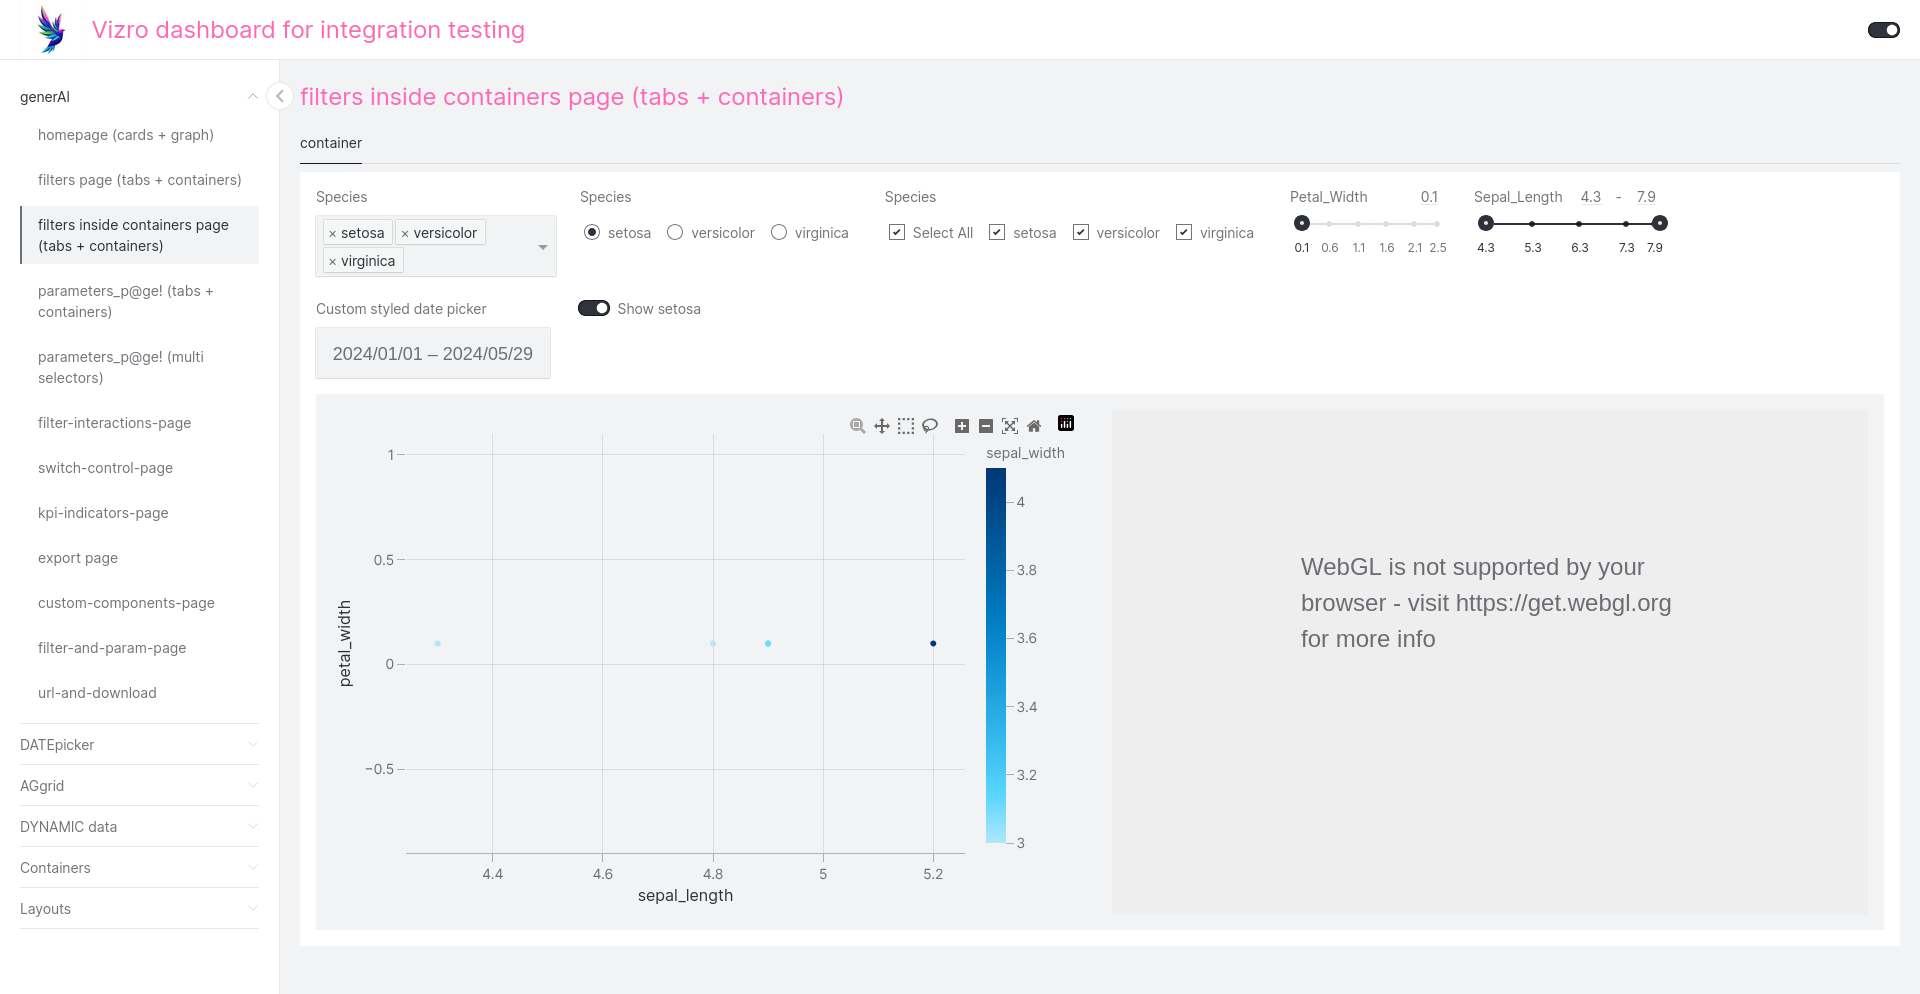 Vizro dashboard for integration testing
generAI
homepage (cards + graph)
filters page (tabs + containers)
filters inside containers page
(tabs + containers)
parameters_p@ge! (tabs +
containers)
parameters_p@ge! (multi
selectors)
filter-interactions-page
switch-control-page
kpi-indicators-page
export page
custom-components-page
filter-and-param-page
url-and-download
DATEpicker
AGgrid
DYNAMIC data
Containers
Layouts
filters inside containers page (tabs + containers)
container
Species
× setosa × versicolor
× virginica
Species
setosa versicolor virginica
Species
Select All setosa versicolor virginica
Petal_Width 0.1
0.1 0.6 1.1 1.6 2.1 2.5
Sepal_Length 4.3 - 7.9
4.3 5.3 6.3 7.3 7.9
Custom styled date picker
2024/01/01 – 2024/05/29
Show setosa
1
0.5
0
−0.5
petal_width
4.4 4.6 4.8 5 5.2
sepal_length
sepal_width
4
3.8
3.6
3.4
3.2
3
WebGL is not supported by your
browser - visit https://get.webgl.org
for more info